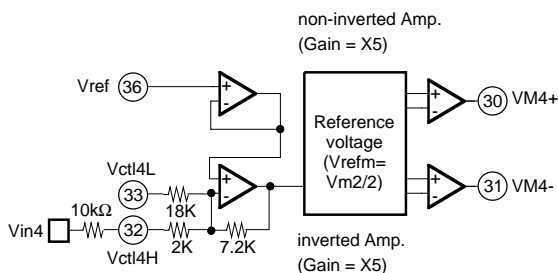 non-inverted Amp.
(Gain = X5)
Vref
36
+
-
+
-
30
VM4+
Reference
voltage
(Vrefm=
Vm2/2)
Vctl4L
33
18K
+
-
+
-
31
VM4-
Vin4
10kΩ
32
2K
7.2K
Vctl4H
inverted Amp.
(Gain = X5)